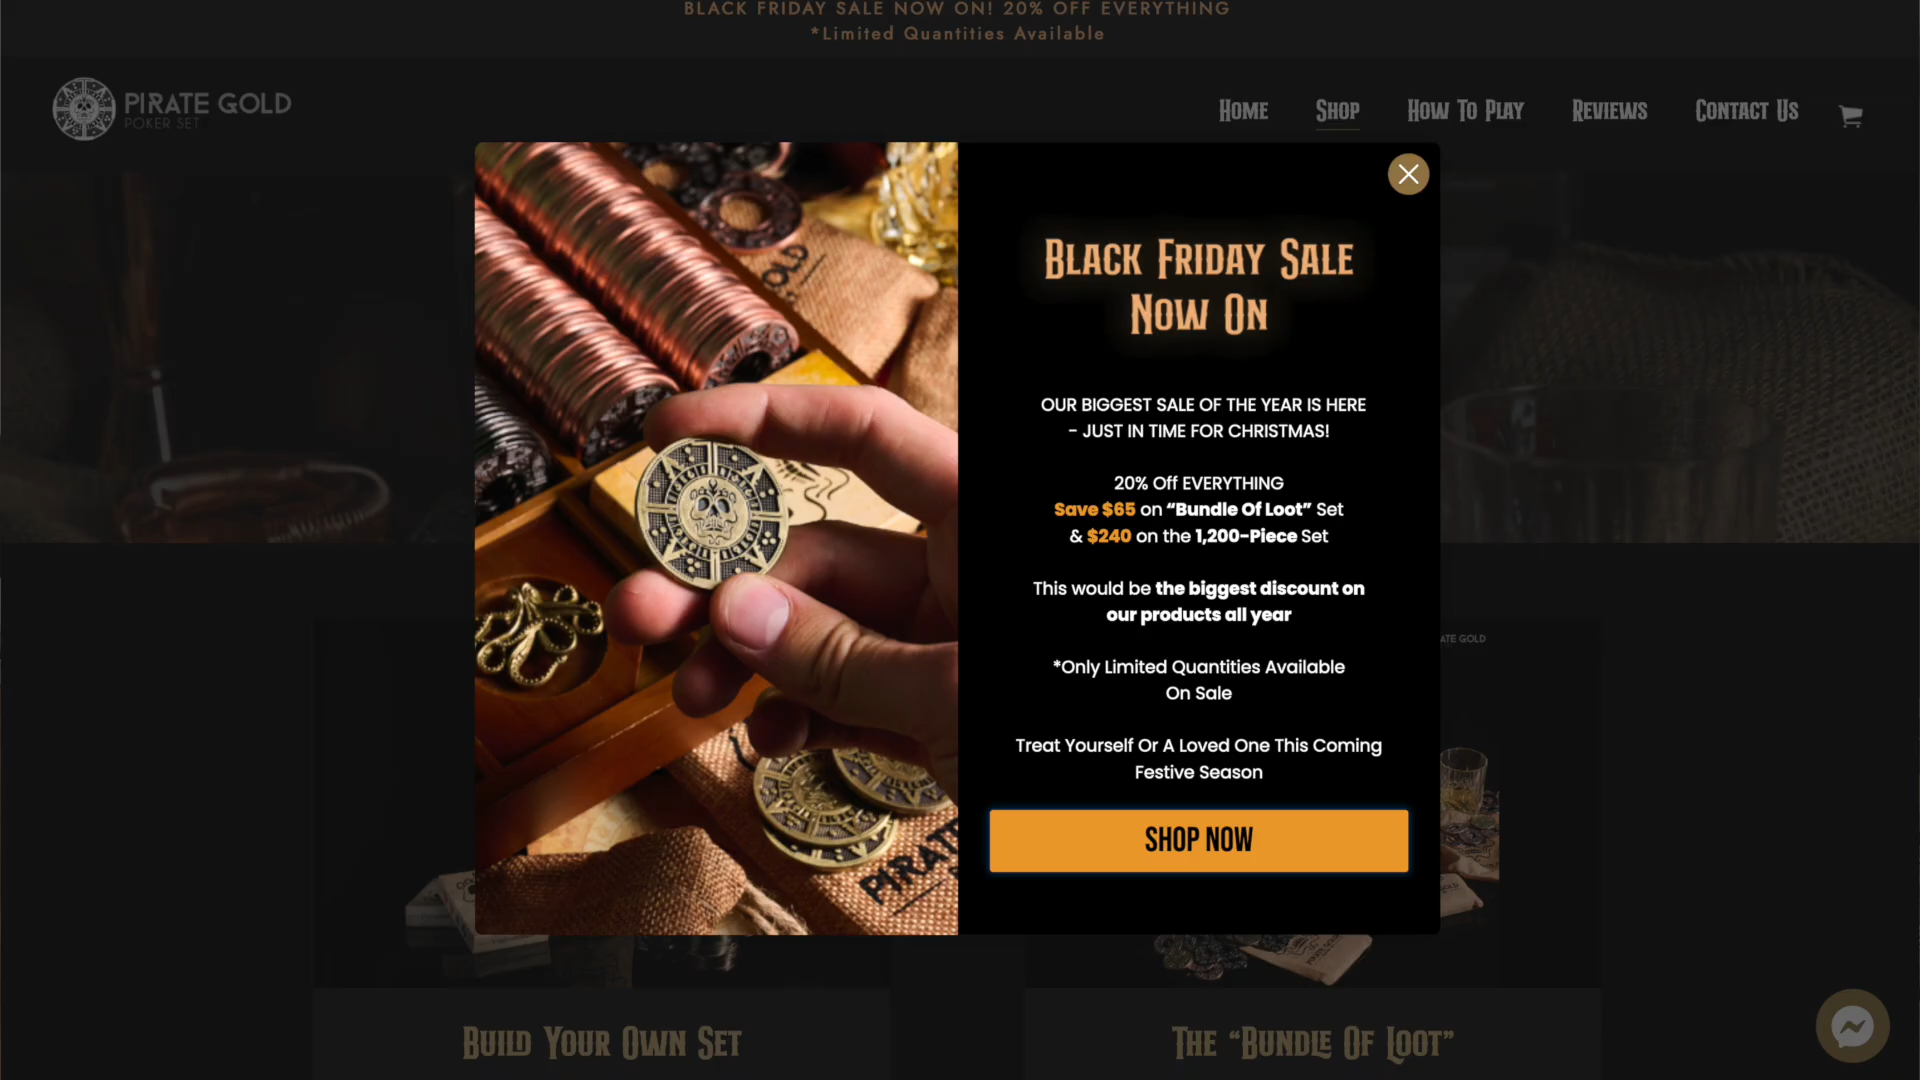 BLACK FRIDAY SALE NOW ON! 20% OFF EVERYTHING
*Limited Quantities Available
PIRATE GOLD
POKER SET
Home
Shop
How To Play
Reviews
Contact Us
OLD
Black Friday Sale
Now On
OUR BIGGEST SALE OF THE YEAR IS HERE
- JUST IN TIME FOR CHRISTMAS!
20% Off EVERYTHING
Save $65 on “Bundle Of Loot” Set
& $240 on the 1,200-Piece Set
This would be the biggest discount on
our products all year
*Only Limited Quantities Available
On Sale
Treat Yourself Or A Loved One This Coming
Festive Season
SHOP NOW
PIRAT
ATE GOLD
Build Your Own Set
The “Bundle Of Loot”